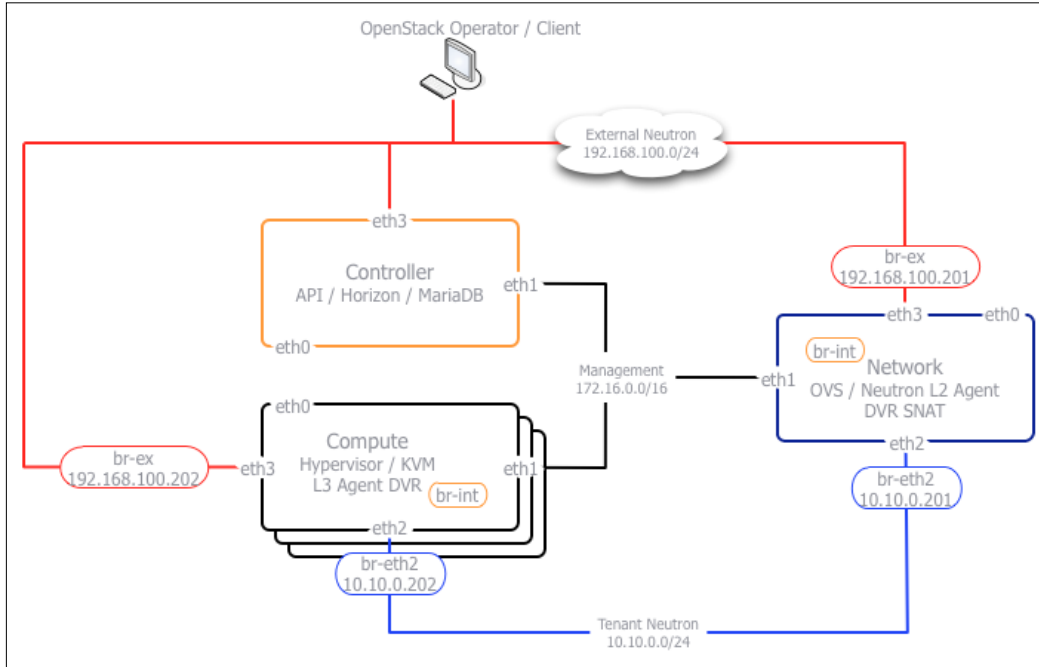 OpenStack Operator / Client
External Neutron
192.168.100.0/24
eth3
Controller
API / Horizon / MariaDB
eth1
eth0
br-ex
192.168.100.201
eth3
eth0
br-int
Network
OVS / Neutron L2 Agent
DVR SNAT
eth1
eth2
Management
172.16.0.0/16
eth0
Compute
Hypervisor / KVM
L3 Agent DVR
br-int
eth3
eth1
eth2
br-ex
192.168.100.202
br-eth2
10.10.0.201
br-eth2
10.10.0.202
Tenant Neutron
10.10.0.0/24